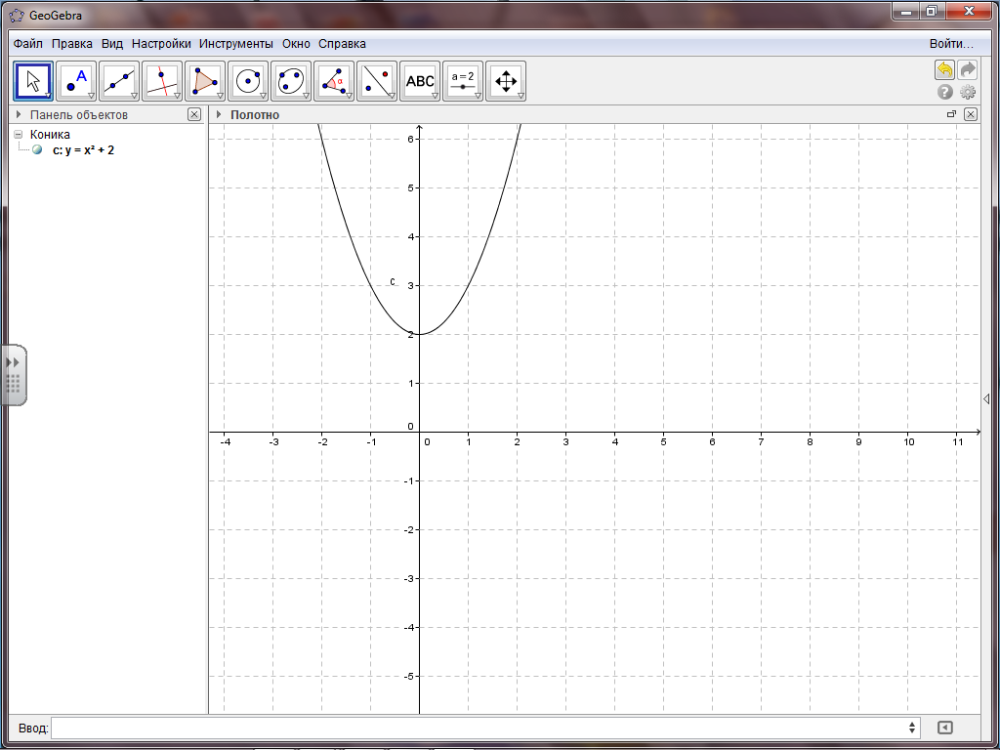 GeoGebra
Файл Правка Вид Настройки Инструменты Окно Справка Войти...
A α ABC a = 2
Панель объектов Полотно
Коника
c: y = x² + 2
6
5
4
c 3
2
1
0
-4 -3 -2 -1 0 1 2 3 4 5 6 7 8 9 10 11
-1
-2
-3
-4
-5
Ввод: